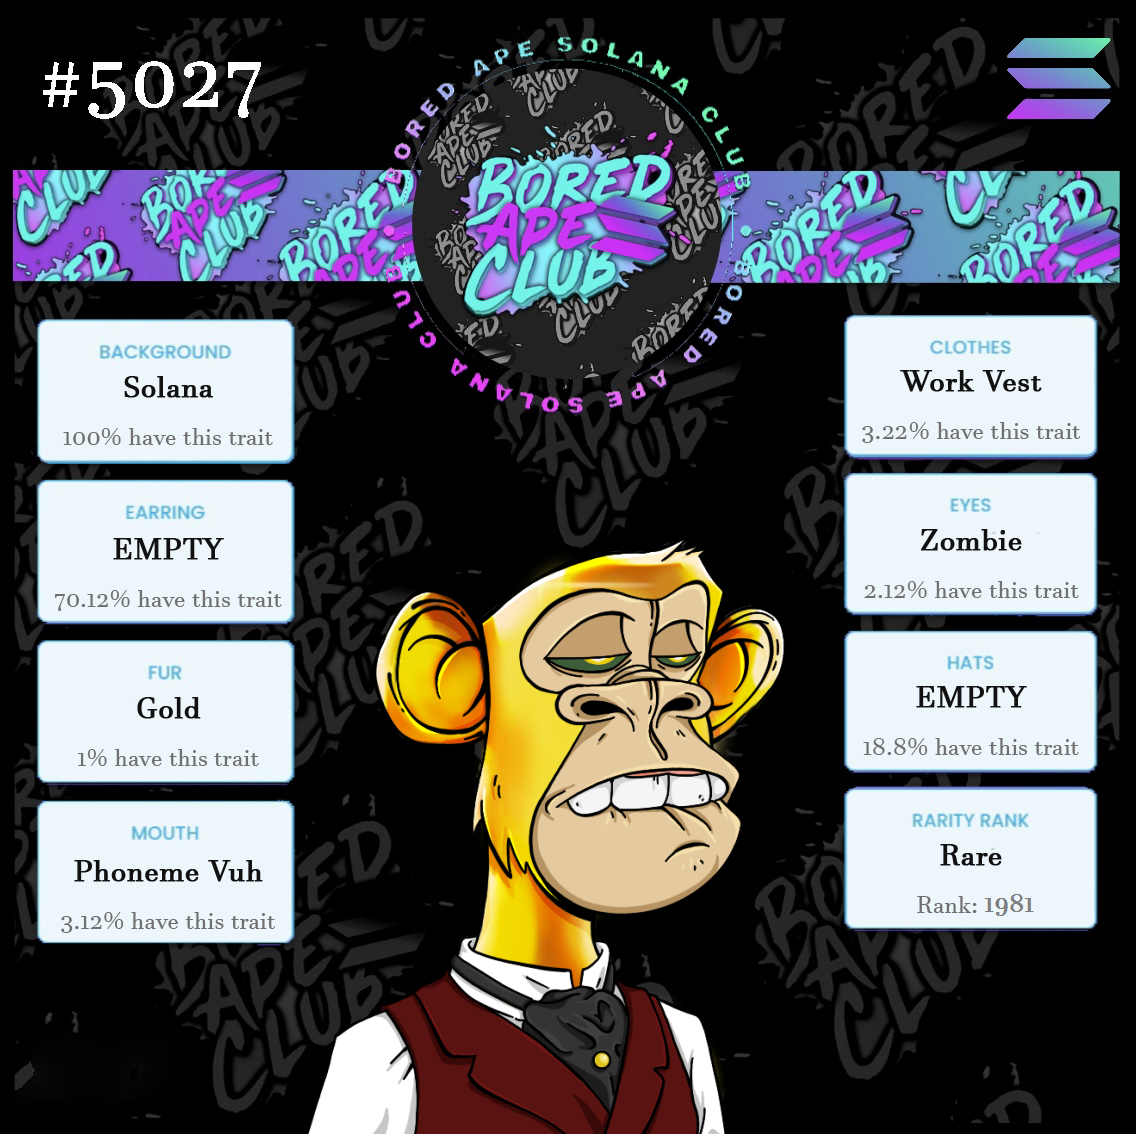 #5027
BORED APE SOLANA CLUB
BORED APE SOLANA CLUB
BORED
APE
CLUB
BACKGROUND
Solana
100% have this trait
EARRING
EMPTY
70.12% have this trait
FUR
Gold
1% have this trait
MOUTH
Phoneme Vuh
3.12% have this trait
CLOTHES
Work Vest
3.22% have this trait
EYES
Zombie
2.12% have this trait
HATS
EMPTY
18.8% have this trait
RARITY RANK
Rare
Rank: 1981